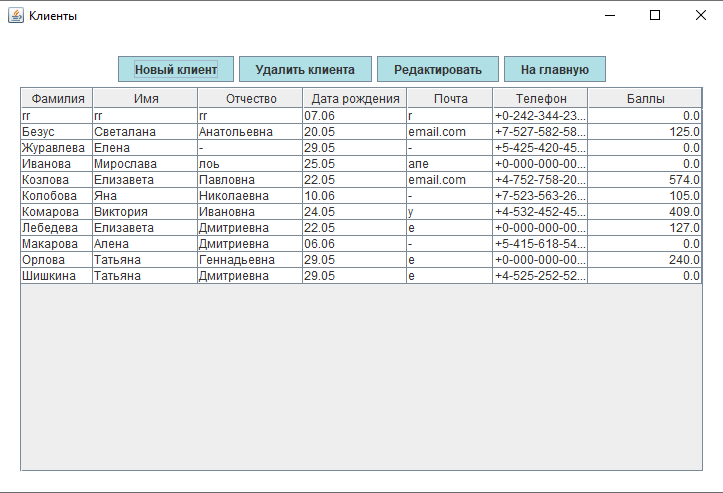 Клиенты
Новый клиент Удалить клиента Редактировать На главную
Фамилия Имя Отчество Дата рождения Почта Телефон Баллы
rr rr rr 07.06 r +0-242-344-23... 0.0
Безус Светалана Анатольевна 20.05 email.com +7-527-582-58... 125.0
Журавлева Елена - 29.05 - +5-425-420-45... 0.0
Иванова Мирослава лоь 25.05 апе +0-000-000-00... 0.0
Козлова Елизавета Павловна 22.05 email.com +4-752-758-20... 574.0
Колобова Яна Николаевна 10.06 - +7-523-563-26... 105.0
Комарова Виктория Ивановна 24.05 у +4-532-452-45... 409.0
Лебедева Елизавета Дмитриевна 22.05 е +0-000-000-00... 127.0
Макарова Алена Дмитриевна 06.06 - +5-415-618-54... 0.0
Орлова Татьяна Геннадьевна 29.05 е +0-000-000-00... 240.0
Шишкина Татьяна Дмитриевна 29.05 е +4-525-252-52... 0.0